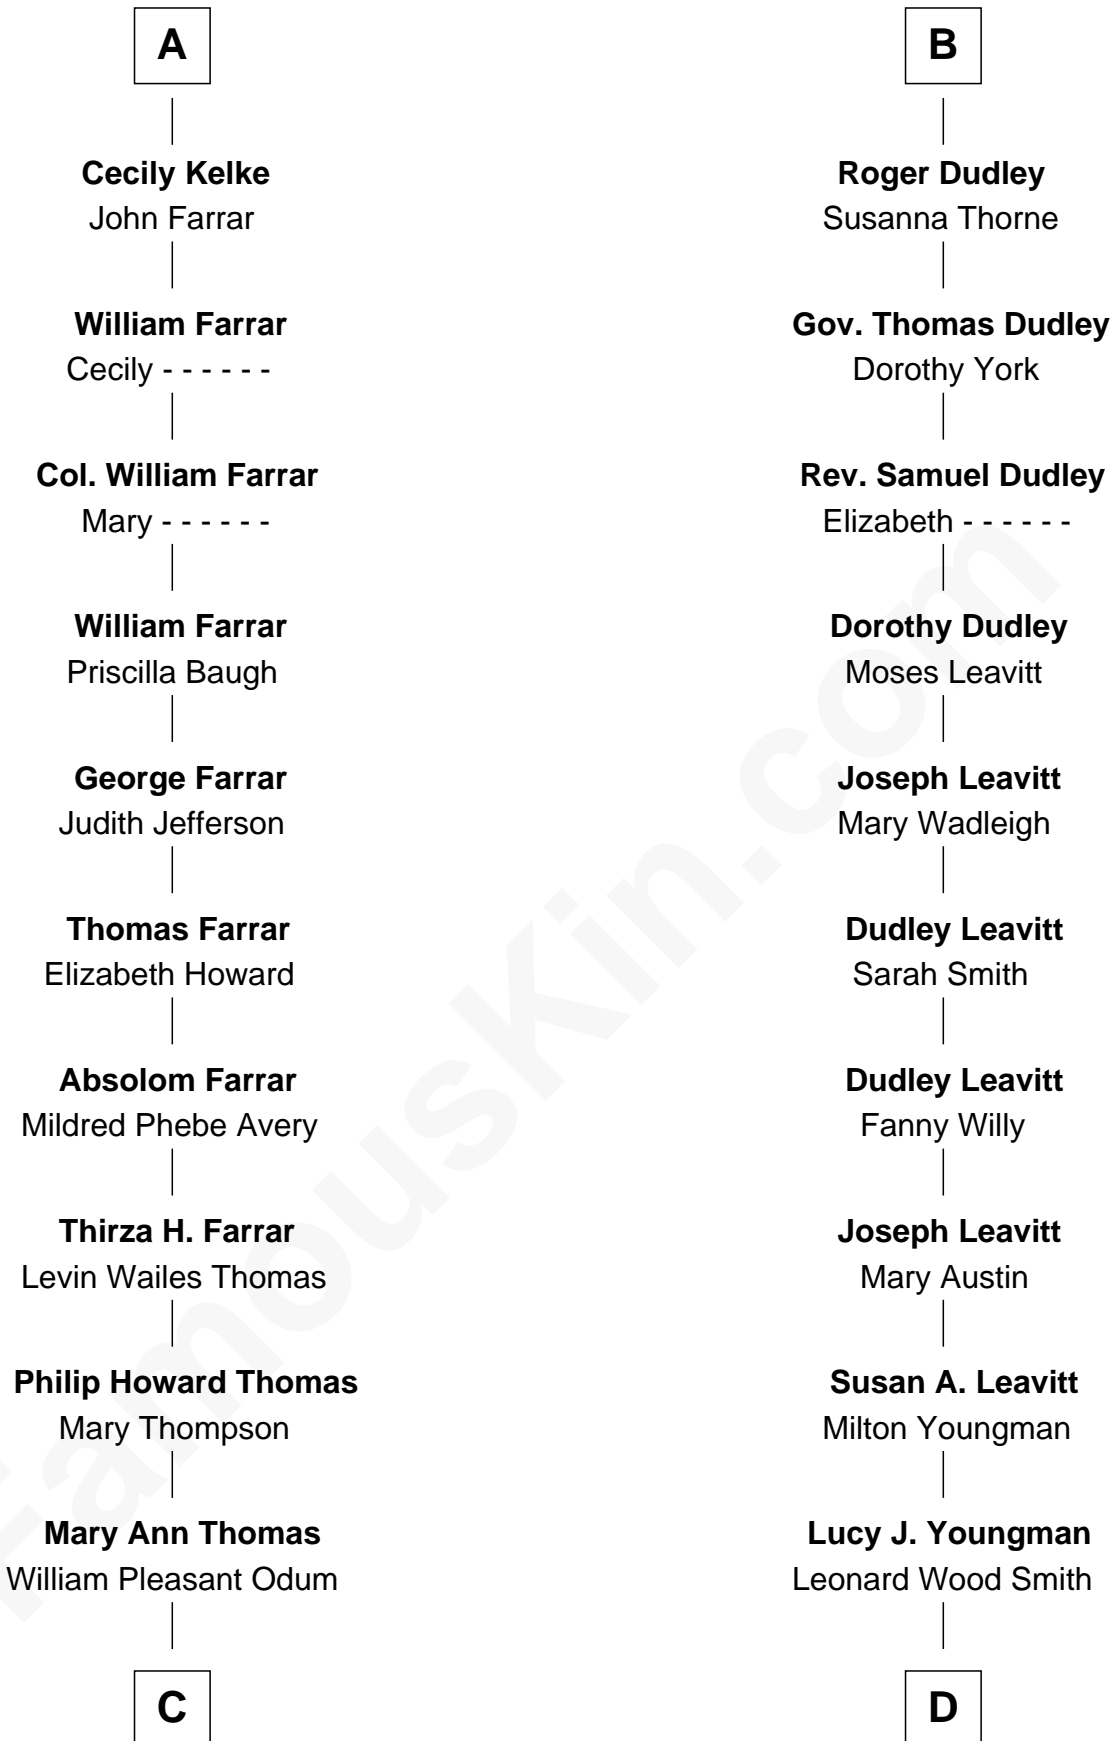 A
Cecily Kelke
John Farrar
William Farrar
Cecily - - - - - -
Col. William Farrar
Mary - - - - - -
William Farrar
Priscilla Baugh
George Farrar
Judith Jefferson
Thomas Farrar
Elizabeth Howard
Absolom Farrar
Mildred Phebe Avery
Thirza H. Farrar
Levin Wailes Thomas
Philip Howard Thomas
Mary Thompson
Mary Ann Thomas
William Pleasant Odum
C
B
Roger Dudley
Susanna Thorne
Gov. Thomas Dudley
Dorothy York
Rev. Samuel Dudley
Elizabeth - - - - - -
Dorothy Dudley
Moses Leavitt
Joseph Leavitt
Mary Wadleigh
Dudley Leavitt
Sarah Smith
Dudley Leavitt
Fanny Willy
Joseph Leavitt
Mary Austin
Susan A. Leavitt
Milton Youngman
Lucy J. Youngman
Leonard Wood Smith
D
FamousKin.com